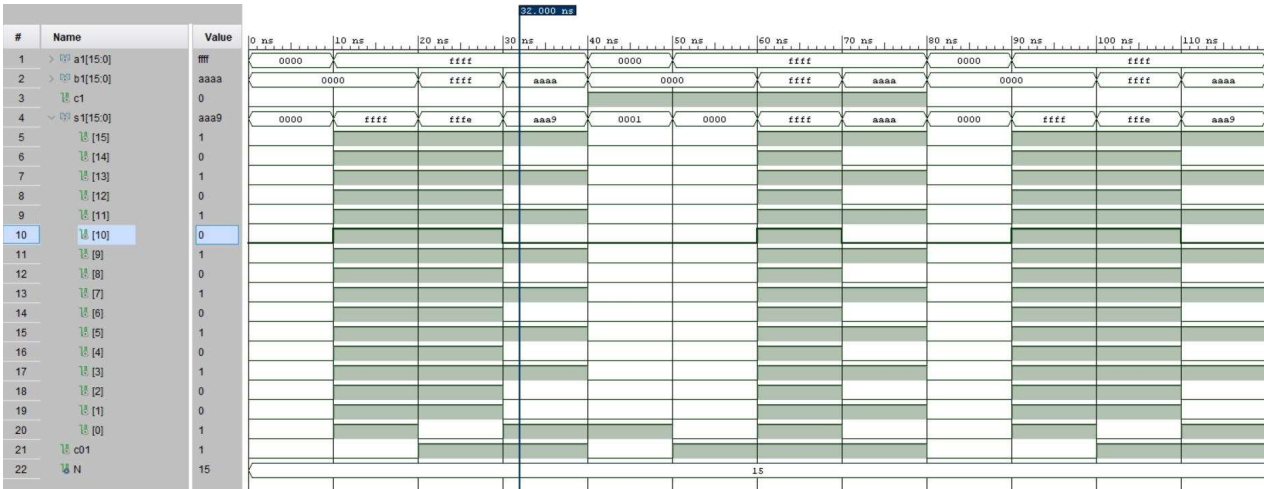 32.000 ns
# Name Value 0 ns 10 ns 20 ns 30 ns 40 ns 50 ns 60 ns 70 ns 80 ns 90 ns 100 ns 110 ns
1 a1[15:0] ffff 0000 ffff 0000 ffff 0000 ffff
2 b1[15:0] aaaa 0000 ffff aaaa 0000 ffff aaaa 0000 ffff aaaa
3 c1 0
4 s1[15:0] aaa9 0000 ffff fffe aaa9 0001 0000 ffff aaaa 0000 ffff fffe aaa9
5 [15] 1
6 [14] 0
7 [13] 1
8 [12] 0
9 [11] 1
10 [10] 0
11 [9] 1
12 [8] 0
13 [7] 1
14 [6] 0
15 [5] 1
16 [4] 0
17 [3] 1
18 [2] 0
19 [1] 0
20 [0] 1
21 c01 1
22 N 15 15